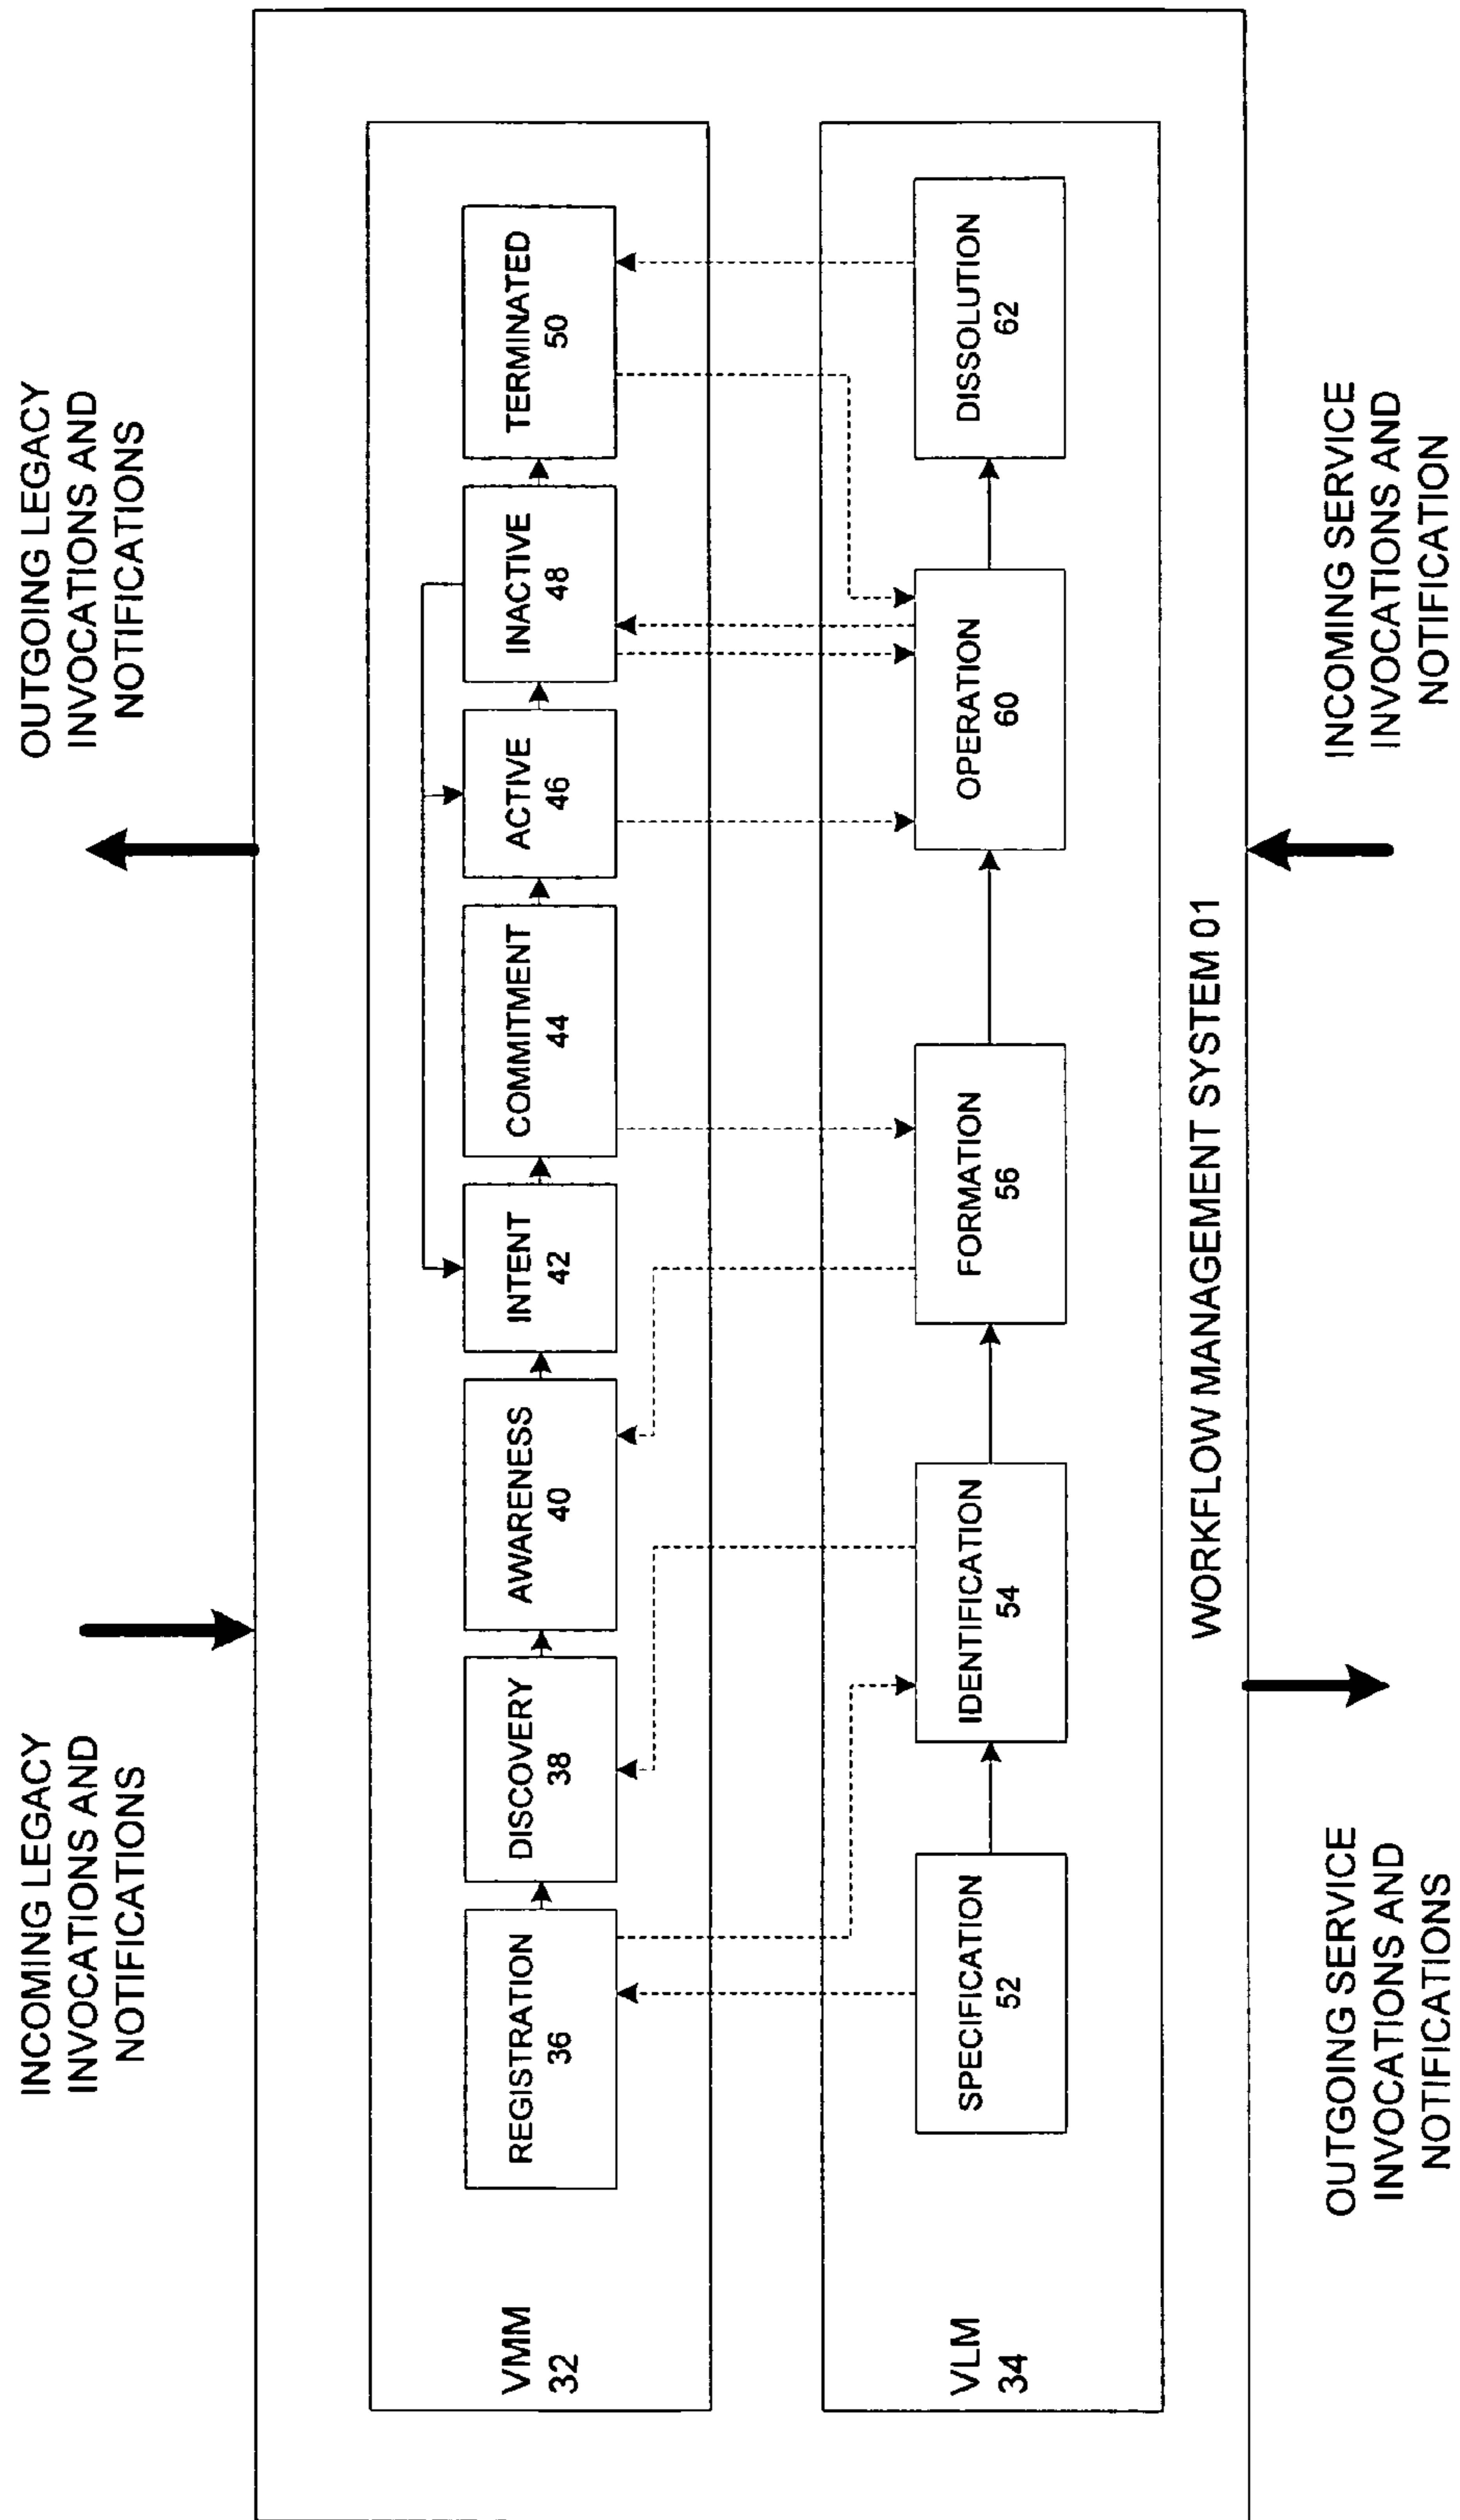 INCOMING LEGACY
INVOCATIONS AND
NOTIFICATIONS
OUTGOING LEGACY
INVOCATIONS AND
NOTIFICATIONS
VMM
32
REGISTRATION
36
DISCOVERY
38
AWARENESS
40
INTENT
42
COMMITMENT
44
ACTIVE
46
INACTIVE
48
TERMINATED
50
VLM
34
SPECIFICATION
52
IDENTIFICATION
54
FORMATION
56
OPERATION
60
DISSOLUTION
62
WORKFLOW MANAGEMENT SYSTEM 01
OUTGOING SERVICE
INVOCATIONS AND
NOTIFICATIONS
INCOMING SERVICE
INVOCATIONS AND
NOTIFICATION